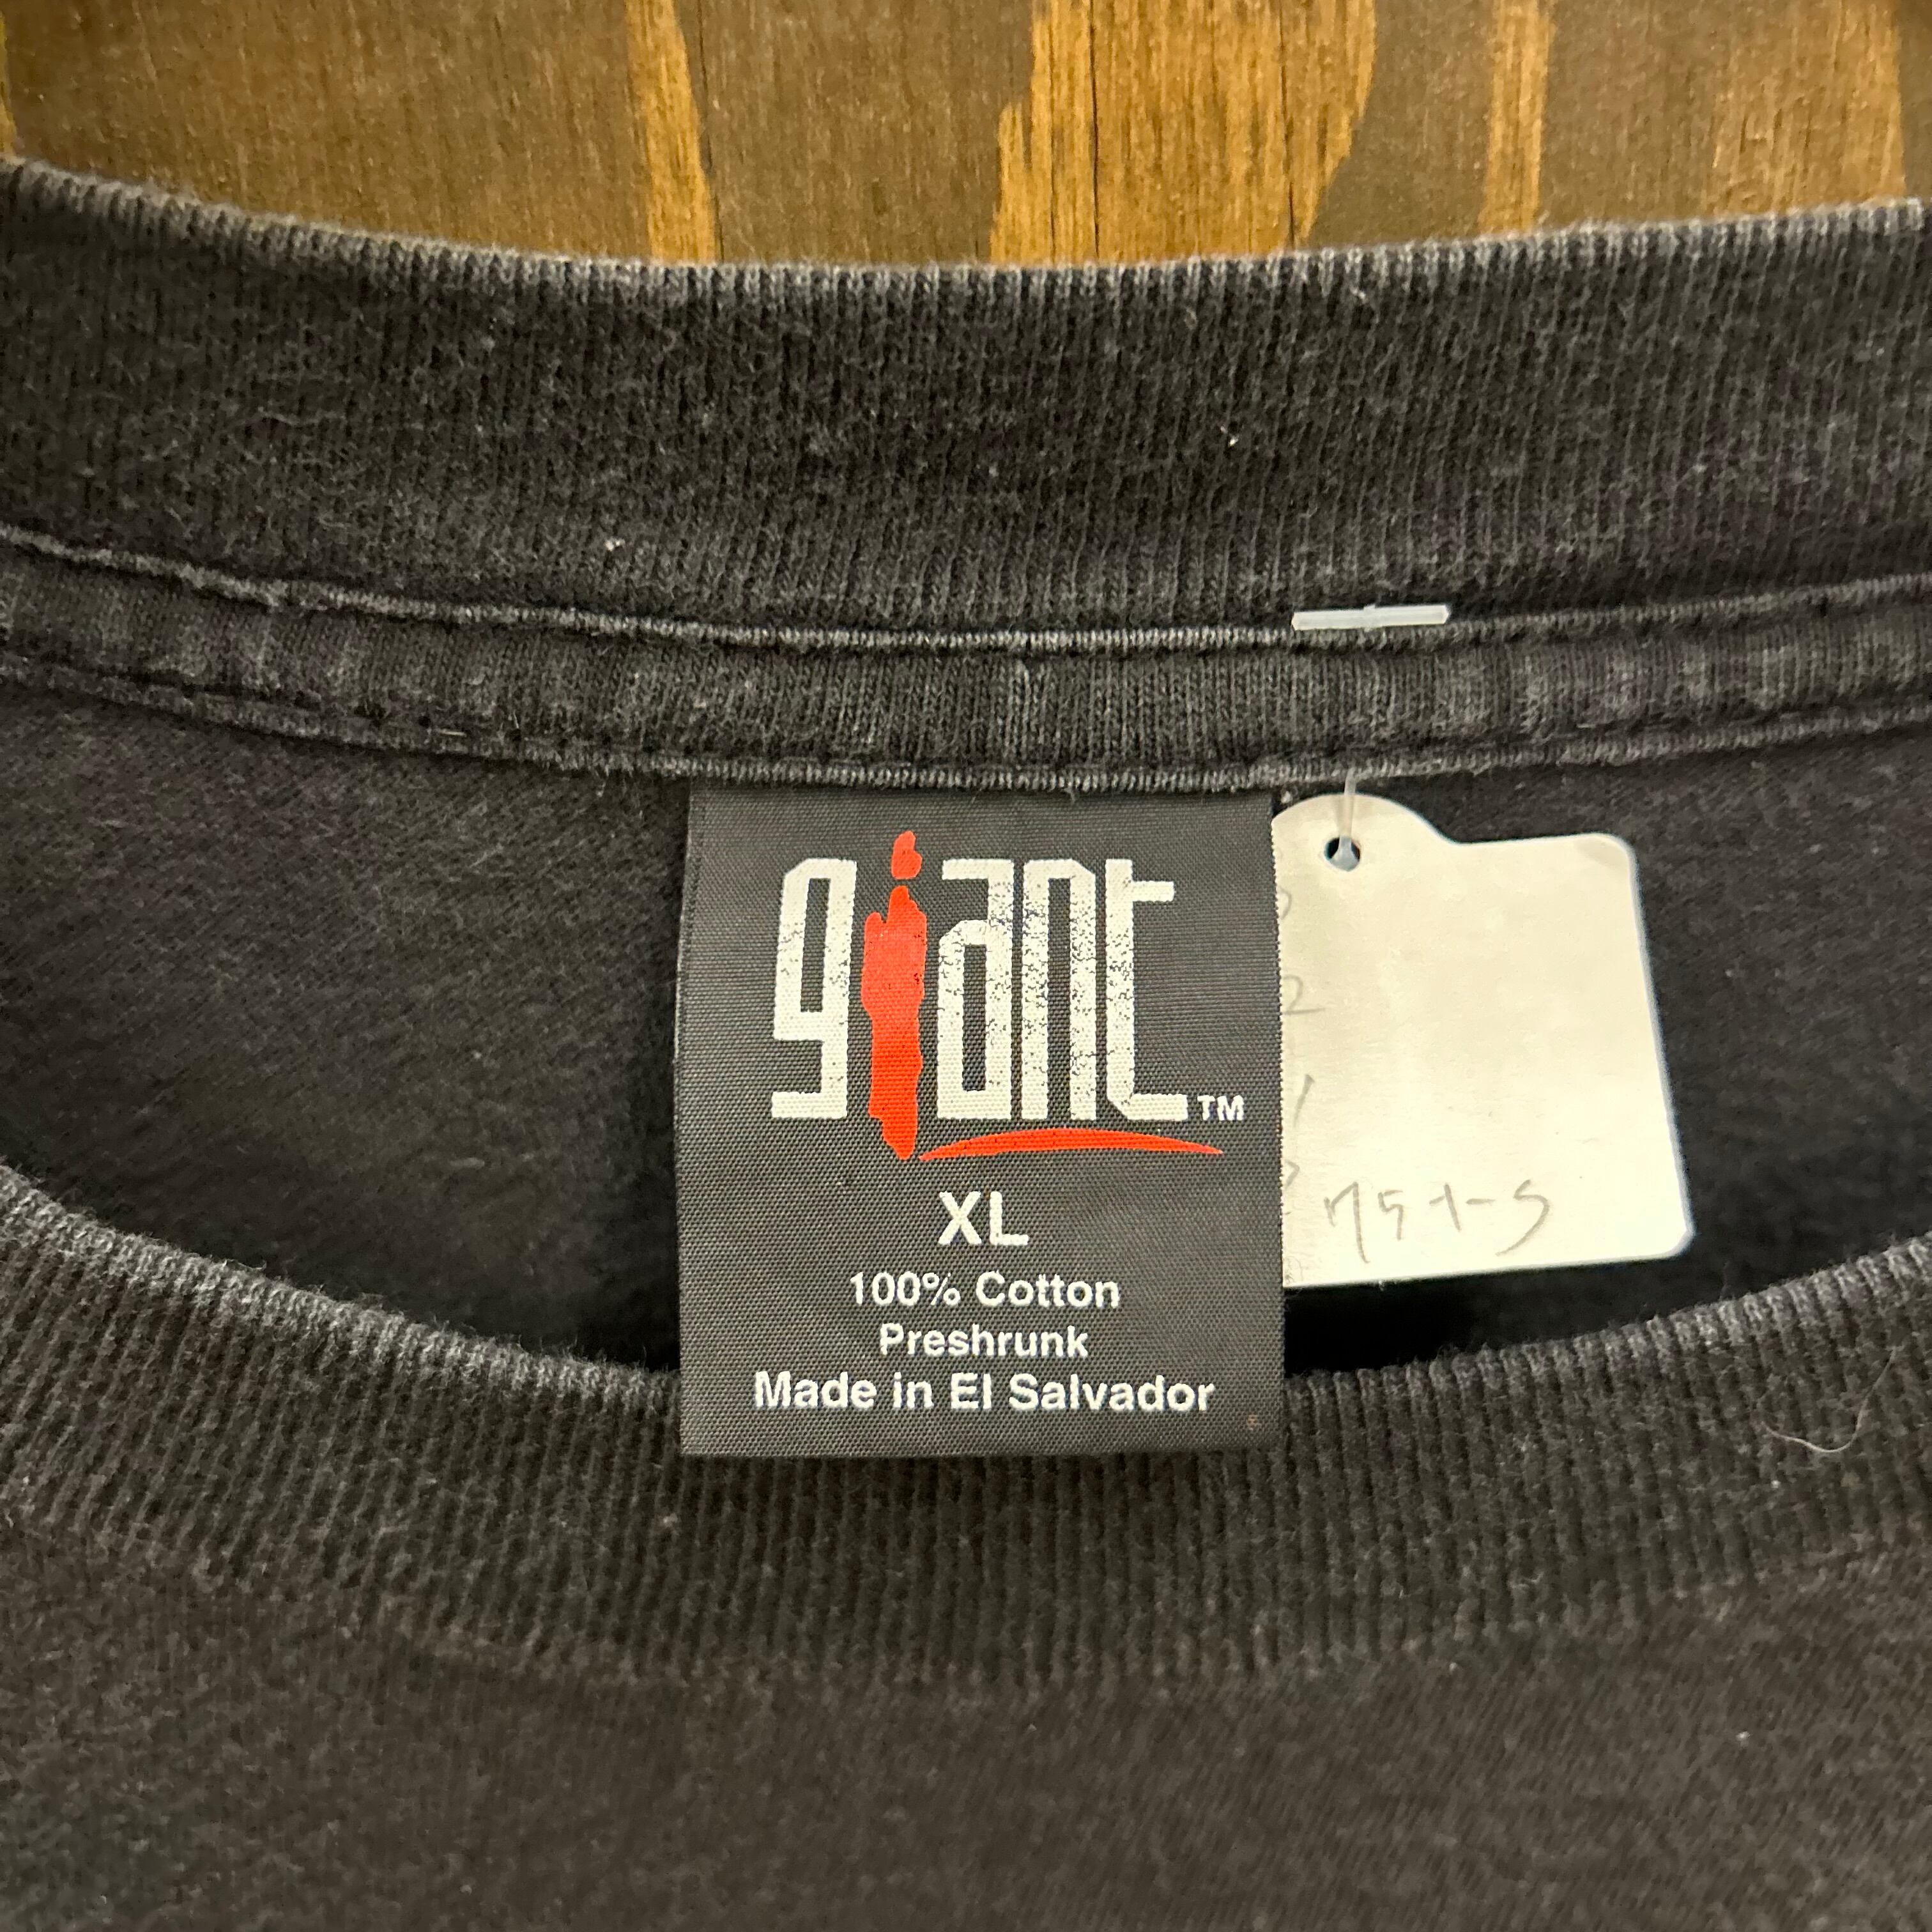 giant™
XL
100% Cotton
Preshrunk
Made in El Salvador